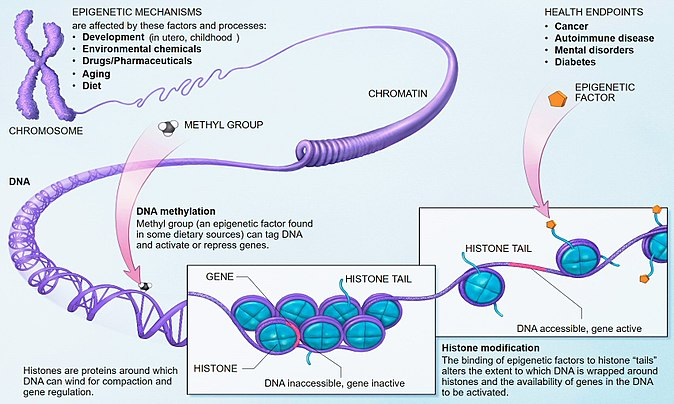 EPIGENETIC MECHANISMS
are affected by these factors and processes:
• Development (in utero, childhood )
• Environmental chemicals
• Drugs/Pharmaceuticals
• Aging
• Diet
CHROMOSOME
METHYL GROUP
CHROMATIN
HEALTH ENDPOINTS
• Cancer
• Autoimmune disease
• Mental disorders
• Diabetes
EPIGENETIC
FACTOR
DNA
DNA methylation
Methyl group (an epigenetic factor found
in some dietary sources) can tag DNA
and activate or repress genes.
GENE
HISTONE TAIL
HISTONE TAIL
DNA accessible, gene active
HISTONE
DNA inaccessible, gene inactive
Histones are proteins around which
DNA can wind for compaction and
gene regulation.
Histone modification
The binding of epigenetic factors to histone “tails”
alters the extent to which DNA is wrapped around
histones and the availability of genes in the DNA
to be activated.